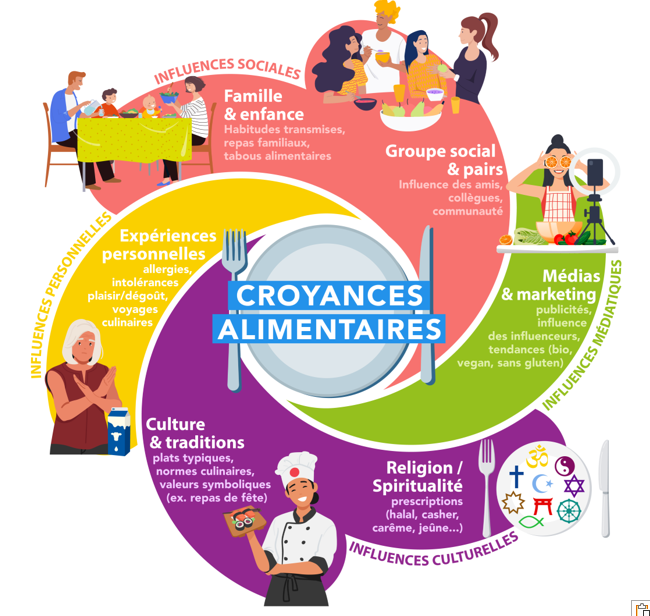 INFLUENCES SOCIALES
Famille
& enfance
Habitudes transmises,
repas familiaux,
tabous alimentaires
Groupe social
& pairs
Influence des amis,
collègues,
communauté
INFLUENCES PERSONNELLES
Expériences
personnelles
allergies,
intolérances
plaisir/dégoût,
voyages
culinaires
CROYANCES
ALIMENTAIRES
Médias
& marketing
publicités,
influence
des influenceurs,
tendances (bio,
vegan, sans gluten)
INFLUENCES MÉDIATIQUES
Culture
& traditions
plats typiques,
normes culinaires,
valeurs symboliques
(ex. repas de fête)
Religion /
Spiritualité
prescriptions
(halal, casher,
carême, jeûne...)
INFLUENCES CULTURELLES
ॐ